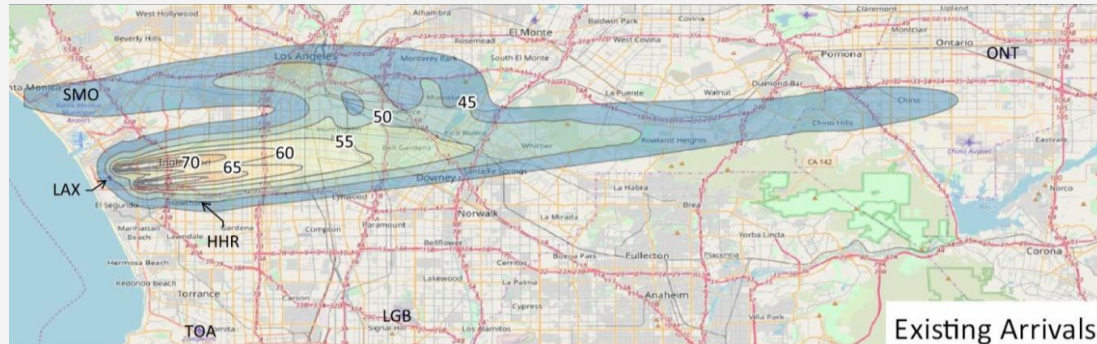 West Hollywood
Alhambra
Baldwin Park
Covina
Claremont
Upland
Beverly Hills
Rosemead
El Monte
West Covina
Montclair
Los Angeles
Monterey Park
South El Monte
Pomona
Ontario
ONT
Santa Monica
SMO
45
La Puente
Walnut
Diamond Bar
Chino
50
Pico Rivera
Rowland Heights
Chino Hills
Eastvale
55
Bell Gardens
Whittier
Chino Airport
60
70
65
Downey
Santa Fe Springs
CA 142
LAX
El Segundo
Lynwood
La Habra
Norco
HHR
Norwalk
La Mirada
Brea
Manhattan
Beach
Lawndale
Gardena
Compton
Paramount
Yorba Linda
Bellflower
Placentia
Hermosa Beach
Cerritos
Buena Park
Fullerton
Corona
Redondo Beach
Lakewood
La Palma
Torrance
Carson
Cypress
Anaheim
Villa Park
TOA
LGB
Signal Hill
Los Alamitos
Existing Arrivals